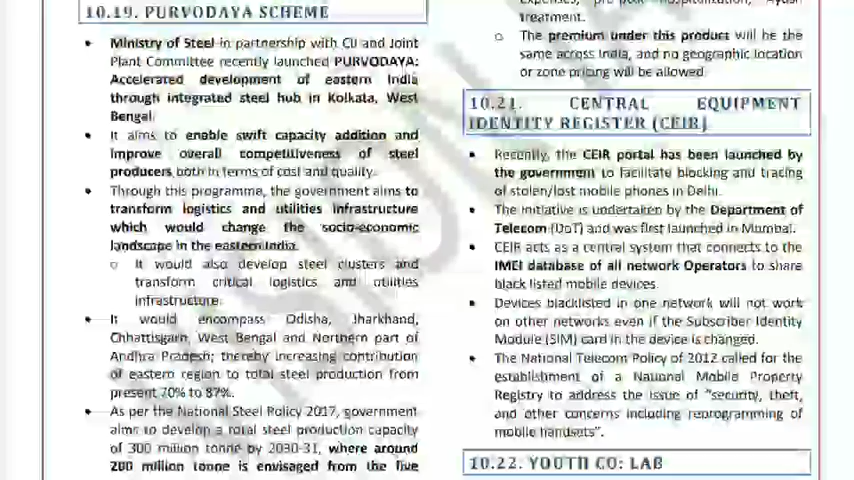 10.19. PURVODAYA SCHEME
• Ministry of Steel in partnership with CII and Joint
Plant Committee recently launched PURVODAYA:
Accelerated development of eastern India
through integrated steel hub in Kolkata, West
Bengal.
• It aims to enable swift capacity addition and
improve overall competitiveness of steel
producers both in terms of cost and quality.
• Through this programme, the government aims to
transform logistics and utilities infrastructure
which would change the socio-economic
landscape in the eastern India.
o It would also develop steel clusters and
transform critical logistics and utilities
infrastructure.
• It would encompass Odisha, Jharkhand,
Chhattisgarh, West Bengal and Northern part of
Andhra Pradesh; thereby increasing contribution
of eastern region to total steel production from
present 70% to 87%.
• As per the National Steel Policy 2017, government
aims to develop a total steel production capacity
of 300 million tonne by 2030-31, where around
200 million tonne is envisaged from the five
expenses, pre-post hospitalization, Ayush
treatment.
o The premium under this product will be the
same across India, and no geographic location
or zone pricing will be allowed.
10.21. CENTRAL EQUIPMENT
IDENTITY REGISTER (CEIR)
• Recently, the CEIR portal has been launched by
the government to facilitate blocking and tracing
of stolen/lost mobile phones in Delhi.
• The initiative is undertaken by the Department of
Telecom (DoT) and was first launched in Mumbai.
• CEIR acts as a central system that connects to the
IMEI database of all network Operators to share
black listed mobile devices.
• Devices blacklisted in one network will not work
on other networks even if the Subscriber Identity
Module (SIM) card in the device is changed.
• The National Telecom Policy of 2012 called for the
establishment of a National Mobile Property
Registry to address the issue of "security, theft,
and other concerns including reprogramming of
mobile handsets".
10.22. YOUTH CO: LAB